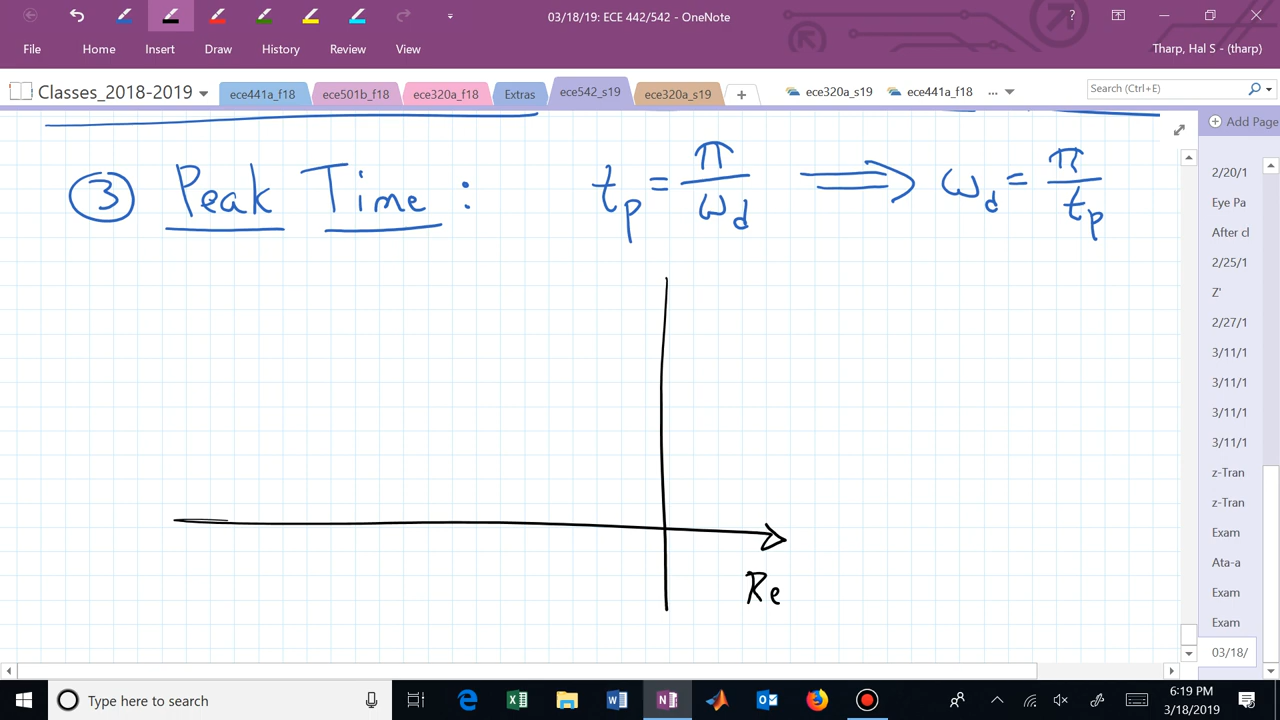 03/18/19: ECE 442/542 - OneNote
File Home Insert Draw History Review View
Tharp, Hal S - (tharp)
Classes_2018-2019
ece441a_f18 ece501b_f18 ece320a_f18 Extras ece542_s19 ece320a_s19
ece320a_s19 ece441a_f18 ...
Search (Ctrl+E)
Add Page
③ Peak Time: t_p = π/ω_d ⟹ ω_d = π/t_p
Re
2/20/1
Eye Pa
After cl
2/25/1
Z'
2/27/1
3/11/1
3/11/1
3/11/1
3/11/1
z-Tran
z-Tran
Exam
Ata-a
Exam
Exam
03/18/
Type here to search
6:19 PM
3/18/2019